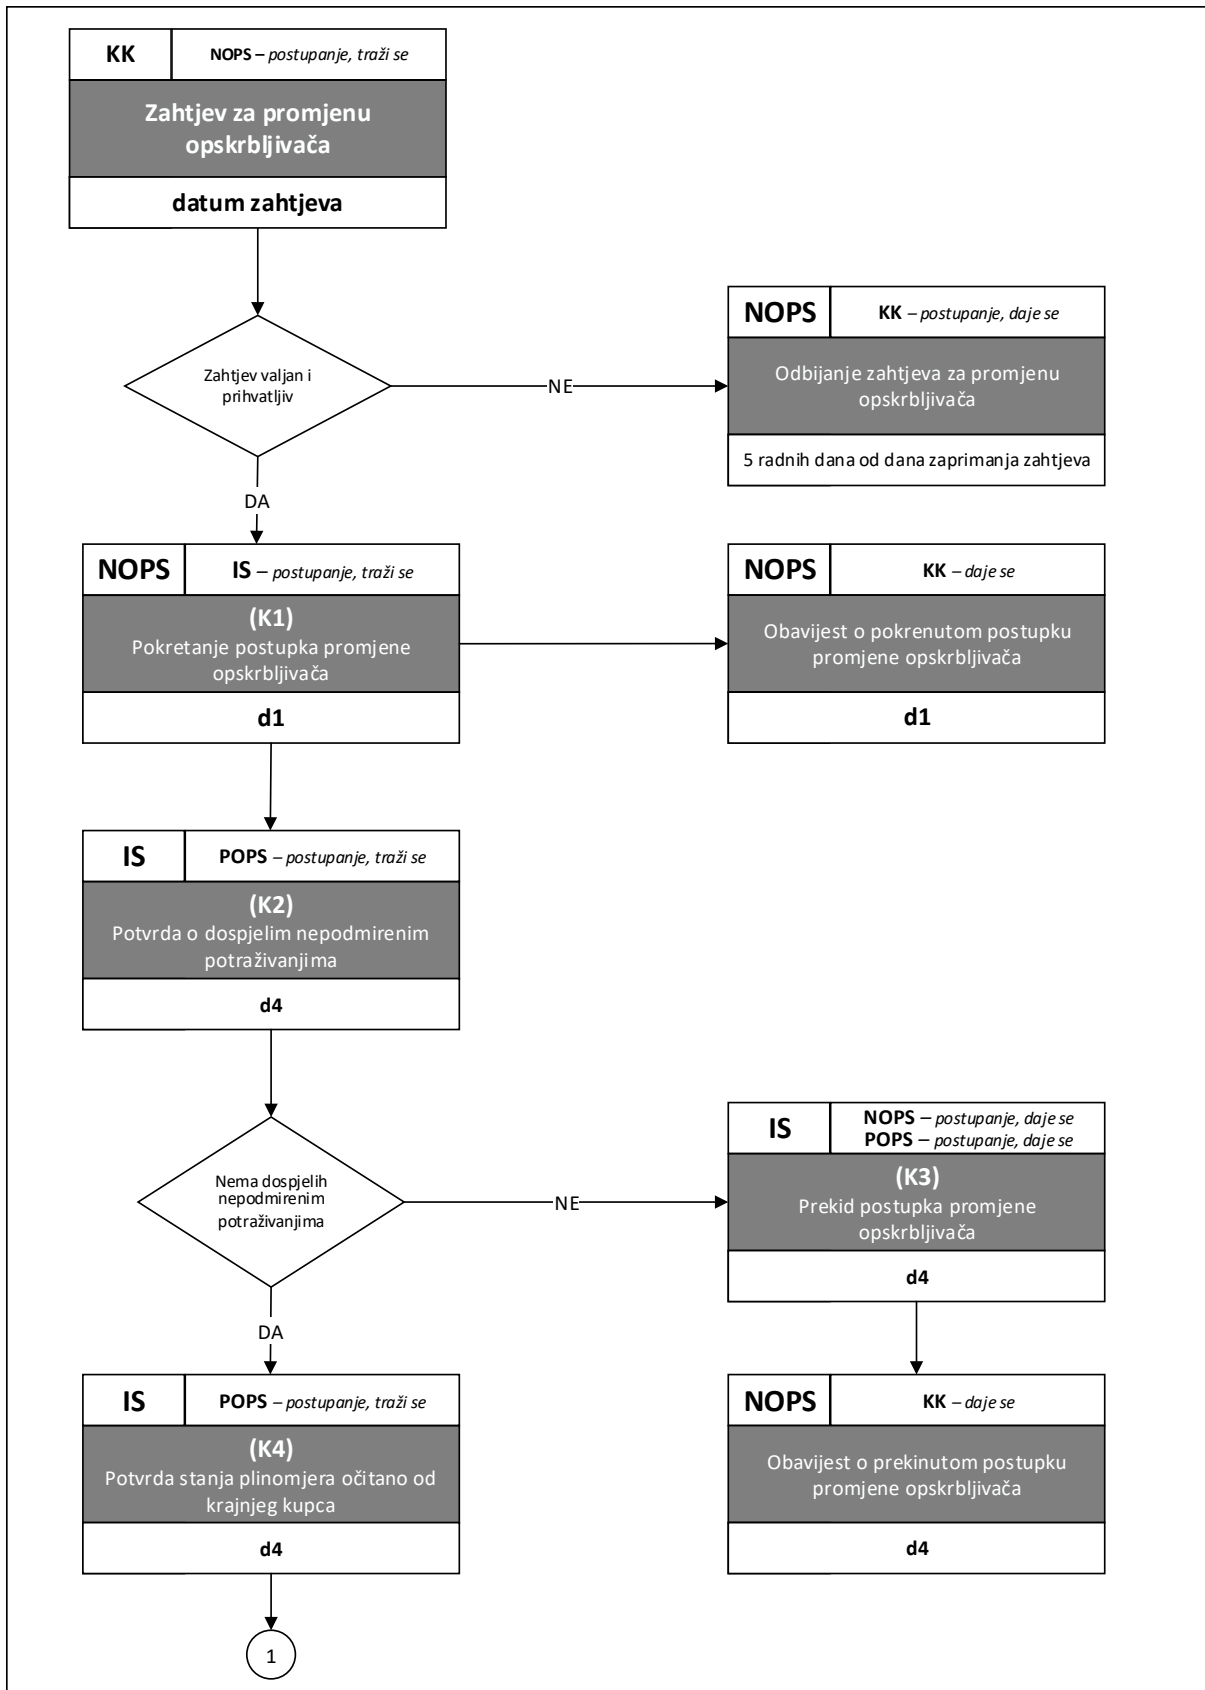 KK
NOPS – postupanje, traži se
Zahtjev za promjenu
opskrbljivača
datum zahtjeva
Zahtjev valjan i
prihvatljiv
NE
NOPS
KK – postupanje, daje se
Odbijanje zahtjeva za promjenu
opskrbljivača
5 radnih dana od dana zaprimanja zahtjeva
DA
NOPS
IS – postupanje, traži se
(K1)
Pokretanje postupka promjene
opskrbljivača
d1
NOPS
KK – daje se
Obavijest o pokrenutom postupku
promjene opskrbljivača
d1
IS
POPS – postupanje, traži se
(K2)
Potvrda o dospjelim nepodmirenim
potraživanjima
d4
Nema dospjelih
nepodmirenim
potraživanjima
NE
IS
NOPS – postupanje, daje se
POPS – postupanje, daje se
(K3)
Prekid postupka promjene
opskrbljivača
d4
DA
IS
POPS – postupanje, traži se
(K4)
Potvrda stanja plinomjera očitano od
krajnjeg kupca
d4
NOPS
KK – daje se
Obavijest o prekinutom postupku
promjene opskrbljivača
d4
1